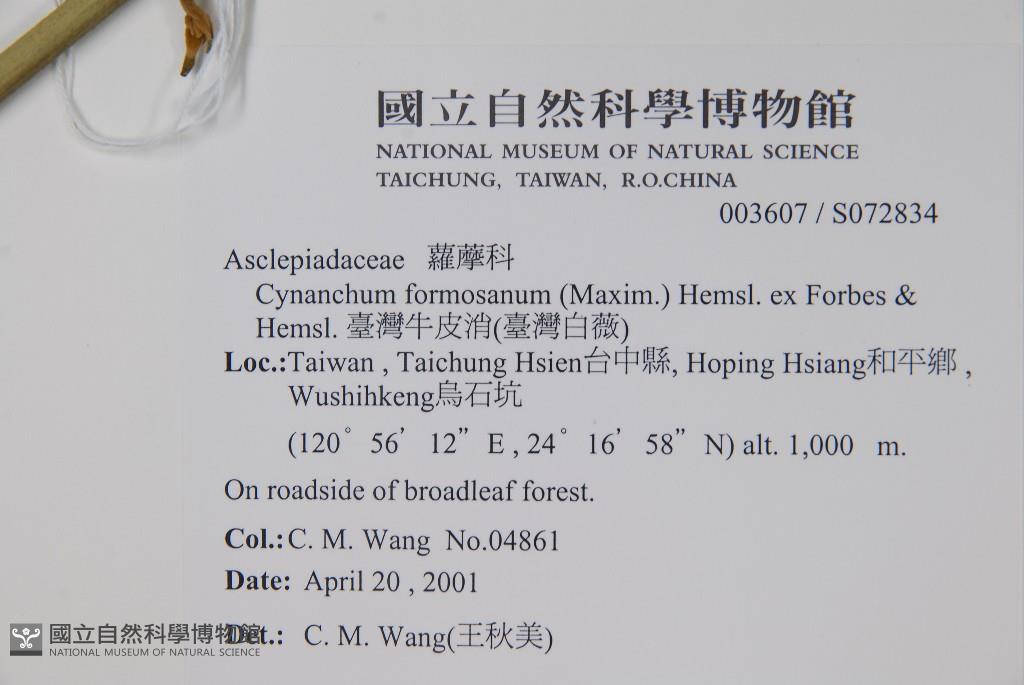 國立自然科學博物館
NATIONAL MUSEUM OF NATURAL SCIENCE
TAICHUNG, TAIWAN, R.O.CHINA
003607 / S072834
Asclepiadaceae 蘿藦科
Cynanchum formosanum (Maxim.) Hemsl. ex Forbes &
Hemsl. 臺灣牛皮消(臺灣白薇)
Loc.:Taiwan , Taichung Hsien台中縣, Hoping Hsiang和平鄉 ,
Wushihkeng烏石坑
(120° 56’ 12” E , 24° 16’ 58” N) alt. 1,000 m.
On roadside of broadleaf forest.
Col.: C. M. Wang No.04861
Date: April 20 , 2001
Det.: C. M. Wang(王秋美)
國立自然科學博物館
NATIONAL MUSEUM OF NATURAL SCIENCE